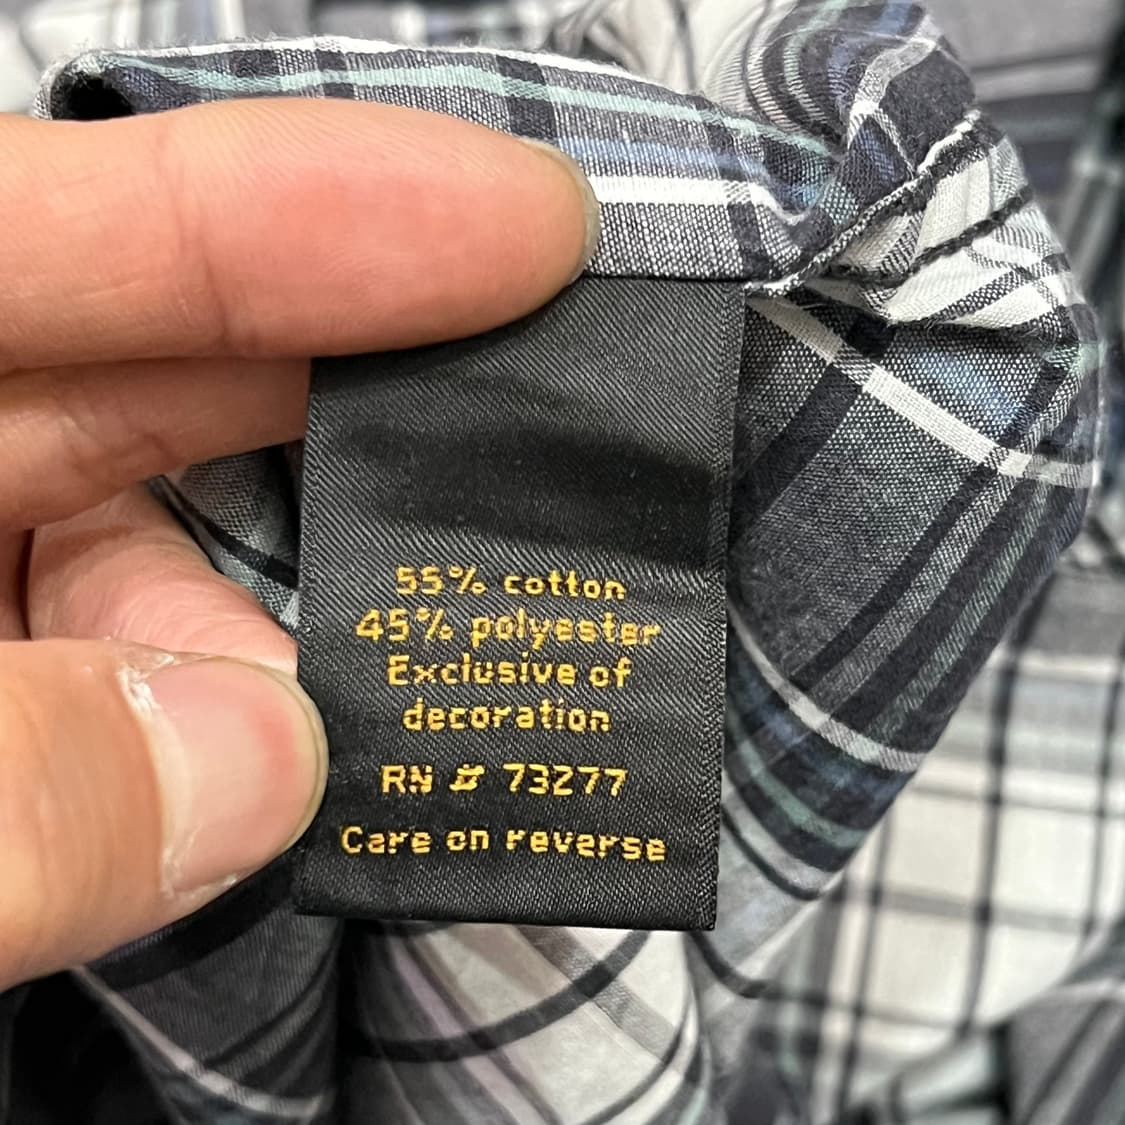 55% cotton
45% polyester
Exclusive of
decoration
RN # 73277
Care on reverse